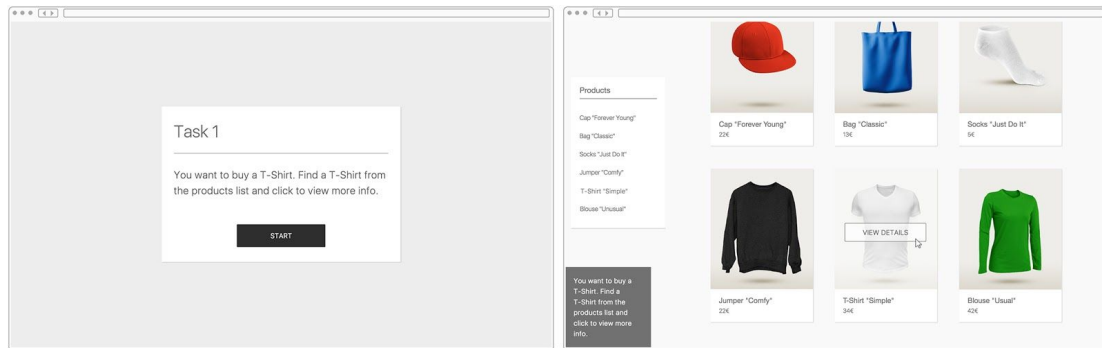 Task 1
You want to buy a T-Shirt. Find a T-Shirt from
the products list and click to view more info.
START
Products
Cap "Forever Young"
Bag "Classic"
Socks "Just Do It"
Jumper "Comfy"
T-Shirt "Simple"
Blouse "Unusual"
You want to buy a
T-Shirt. Find a
T-Shirt from the
products list and
click to view more
info.
Cap "Forever Young"
22€
Bag "Classic"
13€
Socks "Just Do It"
5€
VIEW DETAILS
Jumper "Comfy"
22€
T-Shirt "Simple"
34€
Blouse "Usual"
42€